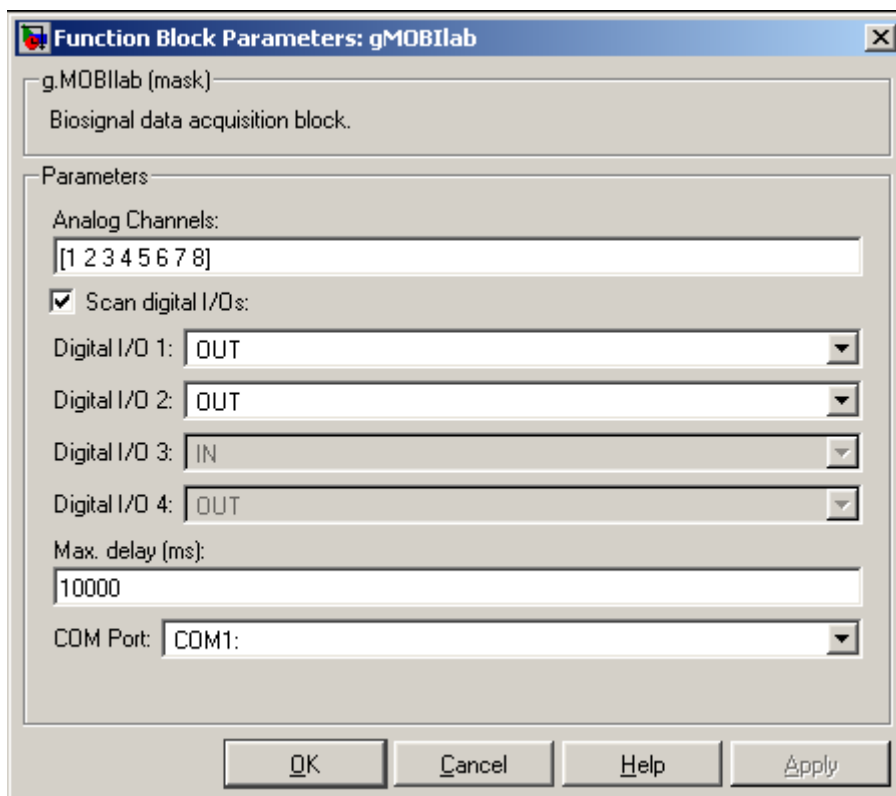 Function Block Parameters: gMOBIlab
g.MOBIlab (mask)
Biosignal data acquisition block.
Parameters
Analog Channels:
[1 2 3 4 5 6 7 8]
Scan digital I/Os:
Digital I/O 1: OUT
Digital I/O 2: OUT
Digital I/O 3: IN
Digital I/O 4: OUT
Max. delay (ms):
10000
COM Port: COM1:
OK Cancel Help Apply